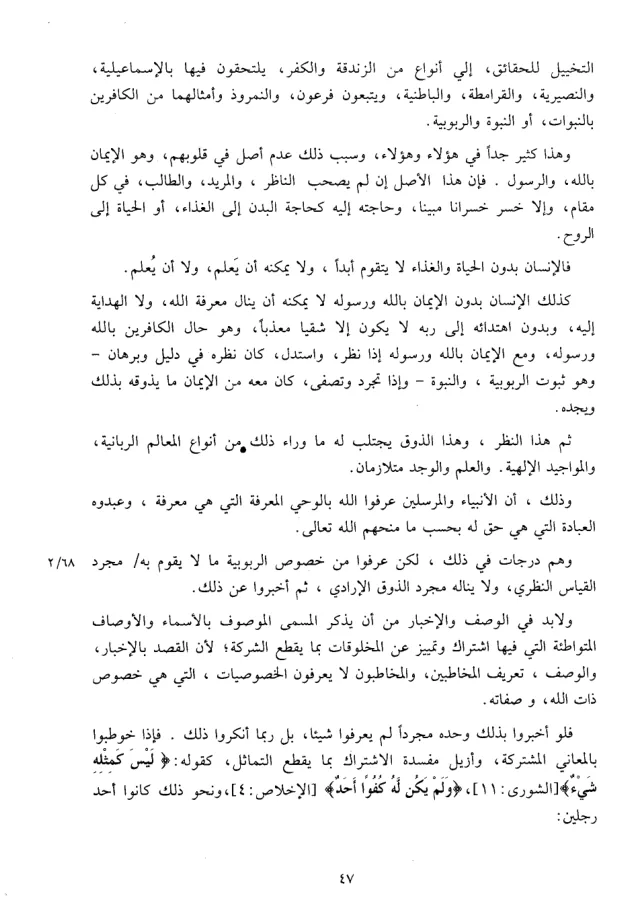 التخييل للحقائق، إلي أنواع من الزندقة والكفر، يلتحقون فيها بالإسماعيلية،
والنصيرية، والقرامطة، والباطنية، ويتبعون فرعون، والنمروذ وأمثالهما من الكافرين
بالنبوات، أو النبوة والربوبية.
وهذا كثير جداً في هؤلاء وهؤلاء، وسبب ذلك عدم أصل في قلوبهم، وهو الإيمان
بالله، والرسول . فإن هذا الأصل إن لم يصحب الناظر ، والمريد، والطالب، في كل
مقام، وإلا خسر خسرانا مبينا، وحاجته إليه كحاجة البدن إلى الغذاء، أو الحياة إلى
الروح.
فالإنسان بدون الحياة والغذاء لا يتقوم أبداً ، ولا يمكنه أن يَعلم، ولا أن يُعلم.
كذلك الإنسان بدون الإيمان بالله ورسوله لا يمكنه أن ينال معرفة الله، ولا الهداية
إليه، وبدون اهتدائه إلى ربه لا يكون إلا شقيا معذباً، وهو حال الكافرين بالله
ورسوله، ومع الإيمان بالله ورسوله إذا نظر، واستدل، كان نظره في دليل وبرهان –
وهو ثبوت الربوبية ، والنبوة – وإذا تجرد وتصفى، كان معه من الإيمان ما يذوقه بذلك
ويجده.
ثم هذا النظر ، وهذا الذوق يجتلب له ما وراء ذلك من أنواع المعالم الربانية،
والمواجيد الإلهية. والعلم والوجد متلازمان.
وذلك ، أن الأنبياء والمرسلين عرفوا الله بالوحي المعرفة التي هي معرفة ، وعبدوه
العبادة التي هي حق له بحسب ما منحهم الله تعالى.
وهم درجات في ذلك ، لكن عرفوا من خصوص الربوبية ما لا يقوم به/ مجرد ٢/٦٨
القياس النظري، ولا يناله مجرد الذوق الإرادي ، ثم أخبروا عن ذلك.
ولابد في الوصف والإخبار من أن يذكر المسمى الموصوف بالأسماء والأوصاف
المتواطئة التي فيها اشتراك وتمييز عن المخلوقات بما يقطع الشركة؛ لأن القصد بالإخبار،
والوصف ، تعريف المخاطبين، والمخاطبون لا يعرفون الخصوصيات ، التي هي خصوص
ذات الله، و صفاته.
فلو أخبروا بذلك وحده مجرداً لم يعرفوا شيئا، بل ربما أنكروا ذلك . فإذا خوطبوا
بالمعاني المشتركة، وأزيل مفسدة الاشتراك بما يقطع التماثل، كقوله: ﴿ لَيْسَ كَمِثْلِهِ
شَيْءٌ﴾[الشورى:١١]، ﴿وَلَمْ يَكُن لَّهُ كُفُوًا أَحَدٌ﴾ [الإخلاص:٤]،ونحو ذلك كانوا أحد
رجلين:
٤٧